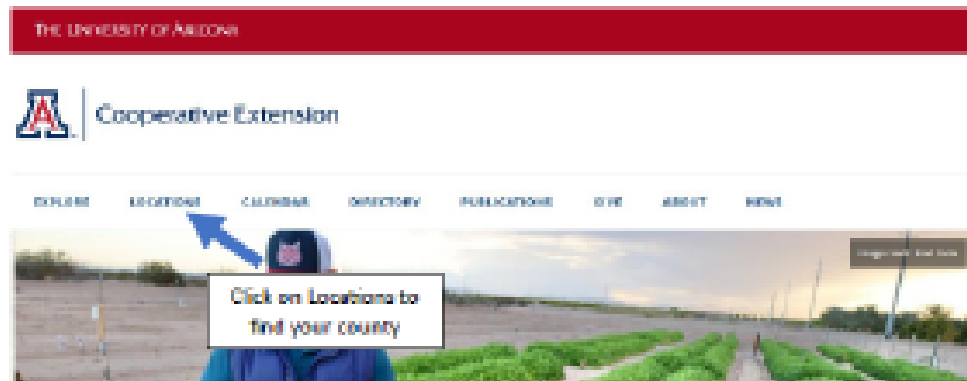 THE UNIVERSITY OF ARIZONA
A
Cooperative Extension
EXPLORE LOCATIONS CALENDAR DIRECTORY PUBLICATIONS GIVE ABOUT NEWS
Click on Locations to
find your county